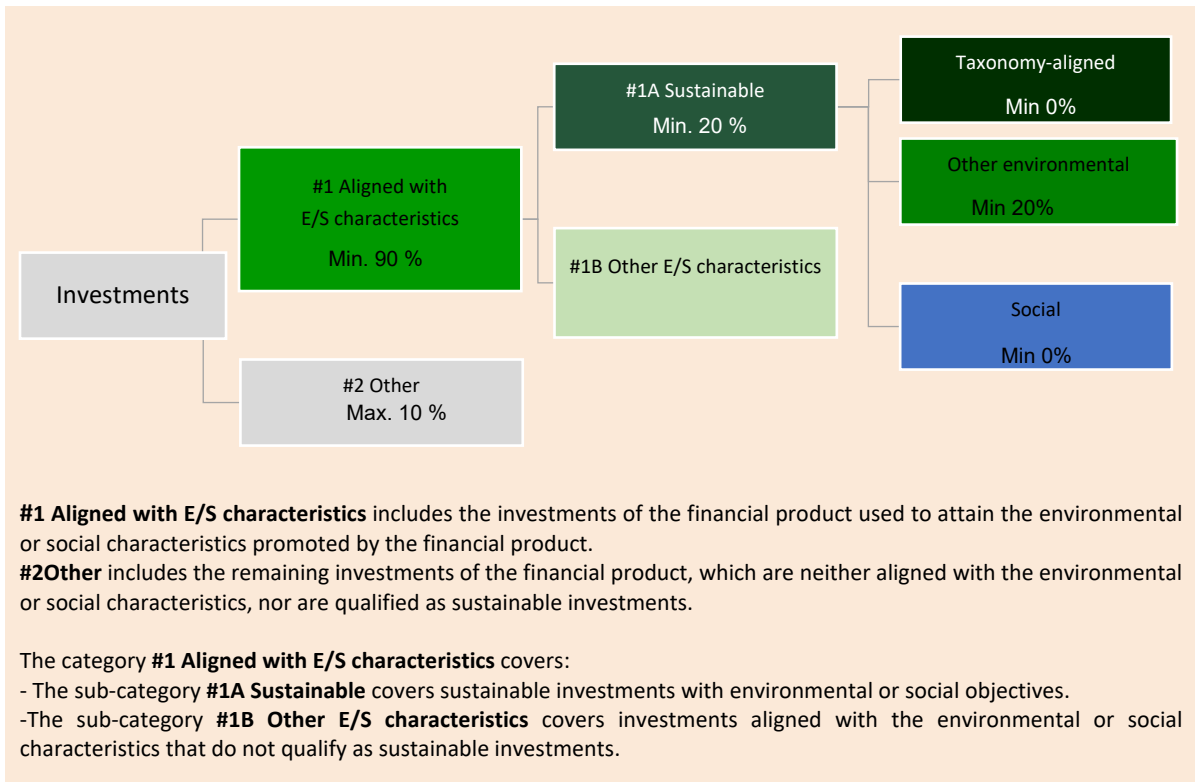 Taxonomy-aligned
Min 0%
#1A Sustainable
Min. 20 %
Other environmental
Min 20%
#1 Aligned with
E/S characteristics
Min. 90 %
#1B Other E/S characteristics
Investments
Social
Min 0%
#2 Other
Max. 10 %
#1 Aligned with E/S characteristics includes the investments of the financial product used to attain the environmental
or social characteristics promoted by the financial product.
#2Other includes the remaining investments of the financial product, which are neither aligned with the environmental
or social characteristics, nor are qualified as sustainable investments.
The category #1 Aligned with E/S characteristics covers:
- The sub-category #1A Sustainable covers sustainable investments with environmental or social objectives.
-The sub-category #1B Other E/S characteristics covers investments aligned with the environmental or social
characteristics that do not qualify as sustainable investments.